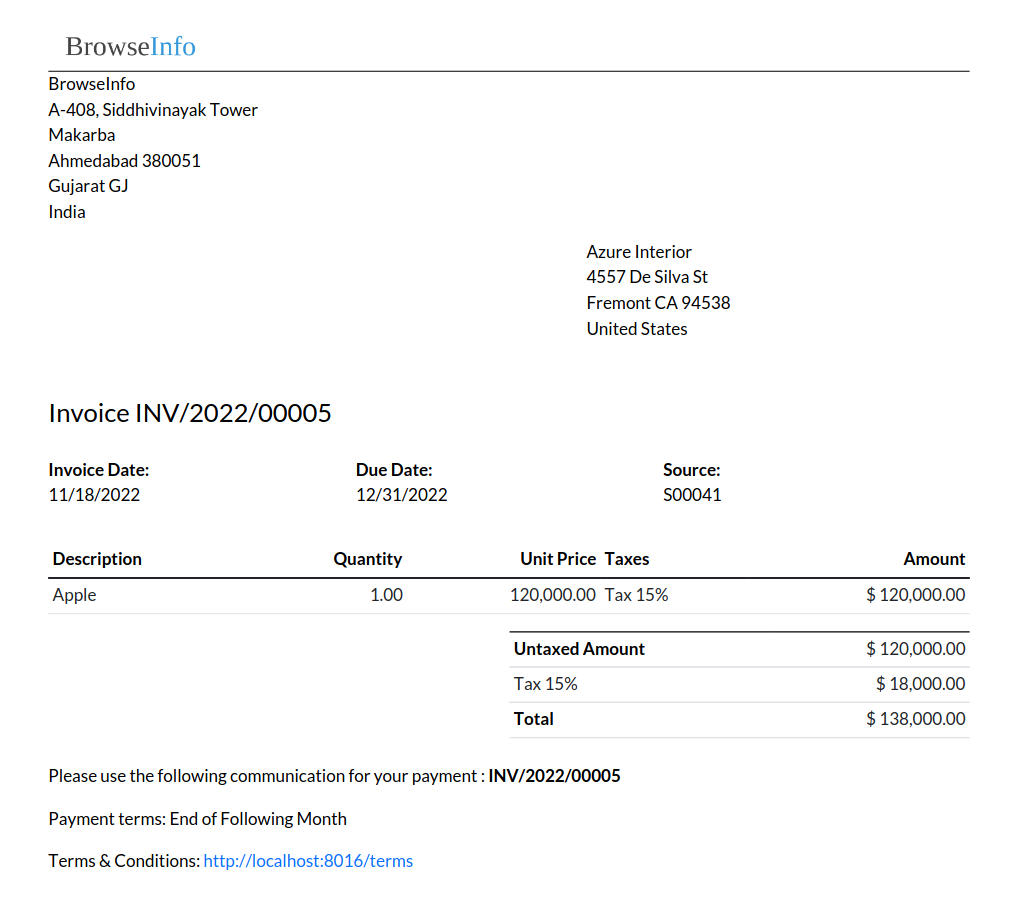 BrowseInfo
BrowseInfo
A-408, Siddhivinayak Tower
Makarba
Ahmedabad 380051
Gujarat GJ
India
Azure Interior
4557 De Silva St
Fremont CA 94538
United States
Invoice INV/2022/00005
Invoice Date: Due Date: Source:
11/18/2022 12/31/2022 S00041
Description Quantity Unit Price Taxes Amount
Apple 1.00 120,000.00 Tax 15% $ 120,000.00
Untaxed Amount $ 120,000.00
Tax 15% $ 18,000.00
Total $ 138,000.00
Please use the following communication for your payment : INV/2022/00005
Payment terms: End of Following Month
Terms & Conditions: http://localhost:8016/terms